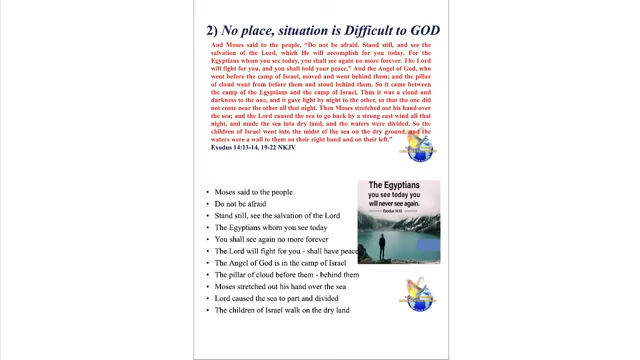 2) No place, situation is Difficult to GOD
And Moses said to the people, "Do not be afraid. Stand still, and see the
salvation of the Lord, which He will accomplish for you today. For the
Egyptians whom you see today, you shall see again no more forever. The Lord
will fight for you, and you shall hold your peace." And the Angel of God, who
went before the camp of Israel, moved and went behind them; and the pillar
of cloud went from before them and stood behind them. So it came between
the camp of the Egyptians and the camp of Israel. Thus it was a cloud and
darkness to the one, and it gave light by night to the other, so that the one did
not come near the other all that night. Then Moses stretched out his hand over
the sea; and the Lord caused the sea to go back by a strong east wind all that
night, and made the sea into dry land, and the waters were divided. So the
children of Israel went into the midst of the sea on the dry ground, and the
waters were a wall to them on their right hand and on their left."
Exodus 14:13-14, 19-22 NKJV
• Moses said to the people
• Do not be afraid
• Stand still, see the salvation of the Lord
• The Egyptians whom you see today
• You shall see again no more forever
• The Lord will fight for you - shall have peace
• The Angel of God is in the camp of Israel
• The pillar of cloud before them - behind them
• Moses stretched out his hand over the sea
• Lord caused the sea to part and divided
• The children of Israel walk on the dry land
The Egyptians
you see today you
will never see again.